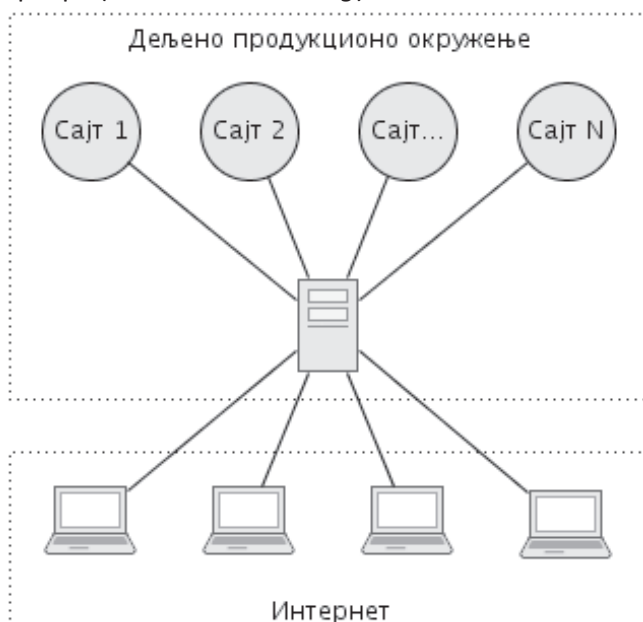 Дељено продукционо окружење
Сајт 1
Сајт 2
Сајт...
Сајт N
Интернет